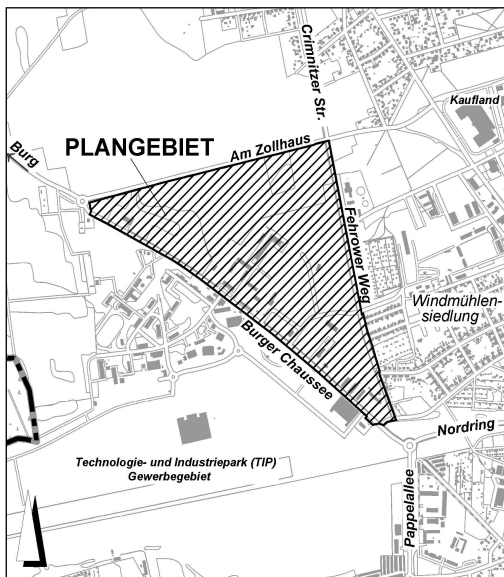 Crimnitzer Str.
Kaufland
Burg
PLANGEBIET
Am Zollhaus
Fehrower Weg
Windmühlen-
siedlung
Burger Chaussee
Nordring
Technologie- und Industriepark (TIP)
Gewerbegebiet
Pappelallee